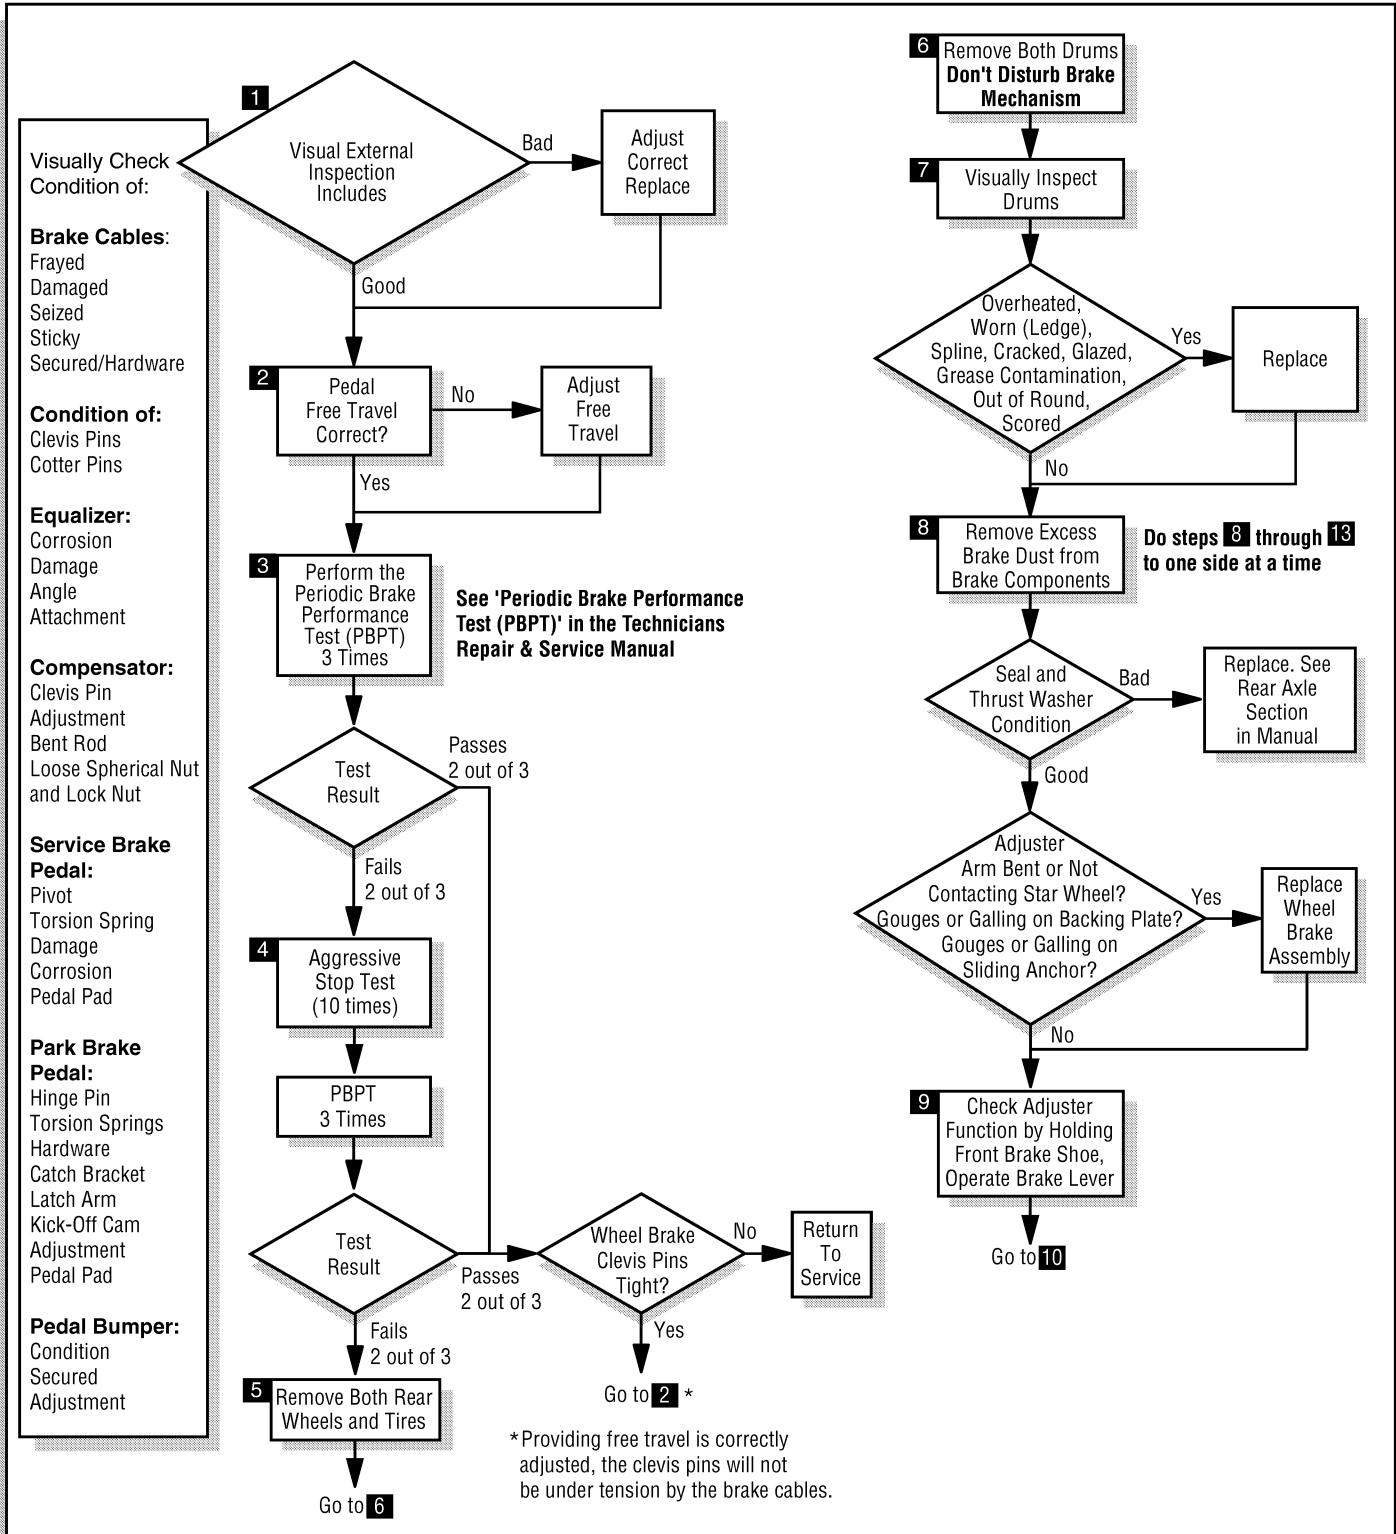 Visually Check
Condition of:
Brake Cables:
Frayed
Damaged
Seized
Sticky
Secured/Hardware
Condition of:
Clevis Pins
Cotter Pins
Equalizer:
Corrosion
Damage
Angle
Attachment
Compensator:
Clevis Pin
Adjustment
Bent Rod
Loose Spherical Nut
and Lock Nut
Service Brake
Pedal:
Pivot
Torsion Spring
Damage
Corrosion
Pedal Pad
Park Brake
Pedal:
Hinge Pin
Torsion Springs
Hardware
Catch Bracket
Latch Arm
Kick-Off Cam
Adjustment
Pedal Pad
Pedal Bumper:
Condition
Secured
Adjustment
1
Visual External
Inspection
Includes
Bad
Adjust
Correct
Replace
Good
2
Pedal
Free Travel
Correct?
No
Adjust
Free
Travel
Yes
3
Perform the
Periodic Brake
Performance
Test (PBPT)
3 Times
See 'Periodic Brake Performance
Test (PBPT)' in the Technicians
Repair & Service Manual
Test
Result
Passes
2 out of 3
Fails
2 out of 3
4
Aggressive
Stop Test
(10 times)
PBPT
3 Times
Test
Result
Passes
2 out of 3
Wheel Brake
Clevis Pins
Tight?
No
Return
To
Service
Yes
Go to 2 *
*Providing free travel is correctly
adjusted, the clevis pins will not
be under tension by the brake cables.
Fails
2 out of 3
5
Remove Both Rear
Wheels and Tires
Go to 6
6
Remove Both Drums
Don't Disturb Brake
Mechanism
7
Visually Inspect
Drums
Overheated,
Worn (Ledge),
Spline, Cracked, Glazed,
Grease Contamination,
Out of Round,
Scored
Yes
Replace
No
8
Remove Excess
Brake Dust from
Brake Components
Do steps 8 through 13
to one side at a time
Seal and
Thrust Washer
Condition
Bad
Replace. See
Rear Axle
Section
in Manual
Good
Adjuster
Arm Bent or Not
Contacting Star Wheel?
Gouges or Galling on Backing Plate?
Gouges or Galling on
Sliding Anchor?
Yes
Replace
Wheel
Brake
Assembly
No
9
Check Adjuster
Function by Holding
Front Brake Shoe,
Operate Brake Lever
Go to 10